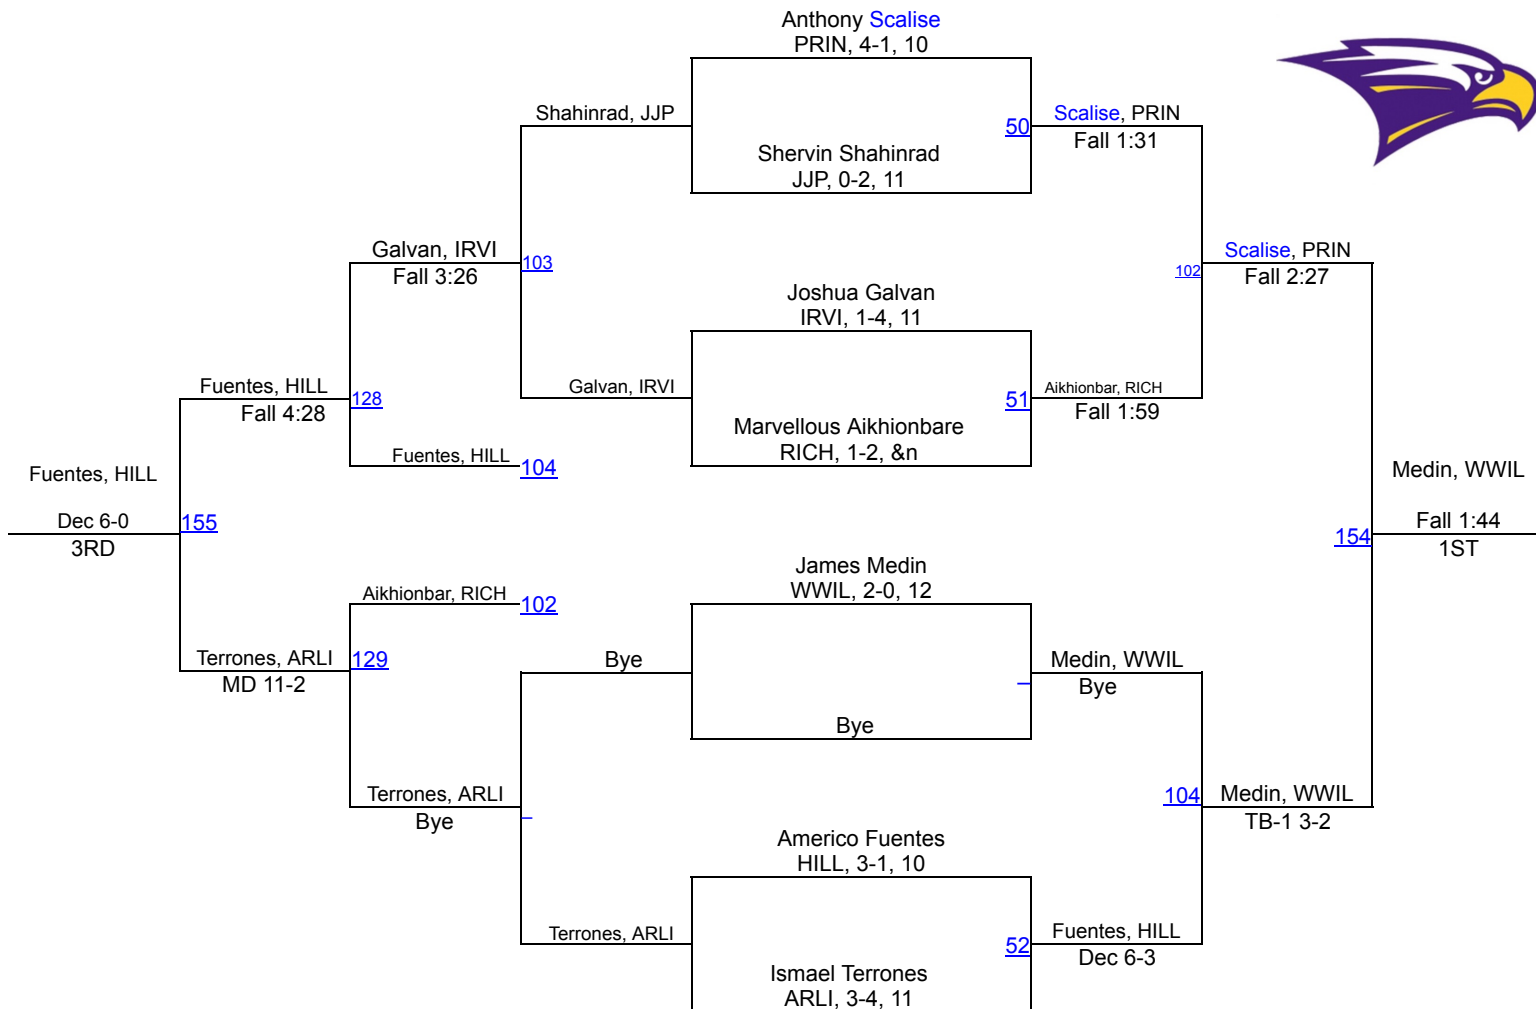 Anthony Scalise
PRIN, 4-1, 10
Shahinrad, JJP
50
Scalise, PRIN
Fall 1:31
Shervin Shahinrad
JJP, 0-2, 11
Galvan, IRVI
Fall 3:26
103
102
Scalise, PRIN
Fall 2:27
Joshua Galvan
IRVI, 1-4, 11
Fuentes, HILL
Fall 4:28
128
Galvan, IRVI
51
Aikhionbar, RICH
Fall 1:59
Marvellous Aikhionbare
RICH, 1-2, &n
Fuentes, HILL
104
Fuentes, HILL
Dec 6-0
3RD
155
Medin, WWIL
154
Fall 1:44
1ST
James Medin
WWIL, 2-0, 12
Aikhionbar, RICH
102
Terrones, ARLI
MD 11-2
129
Bye
Medin, WWIL
Bye
Bye
Terrones, ARLI
Bye
104
Medin, WWIL
TB-1 3-2
Americo Fuentes
HILL, 3-1, 10
Terrones, ARLI
52
Fuentes, HILL
Dec 6-3
Ismael Terrones
ARLI, 3-4, 11